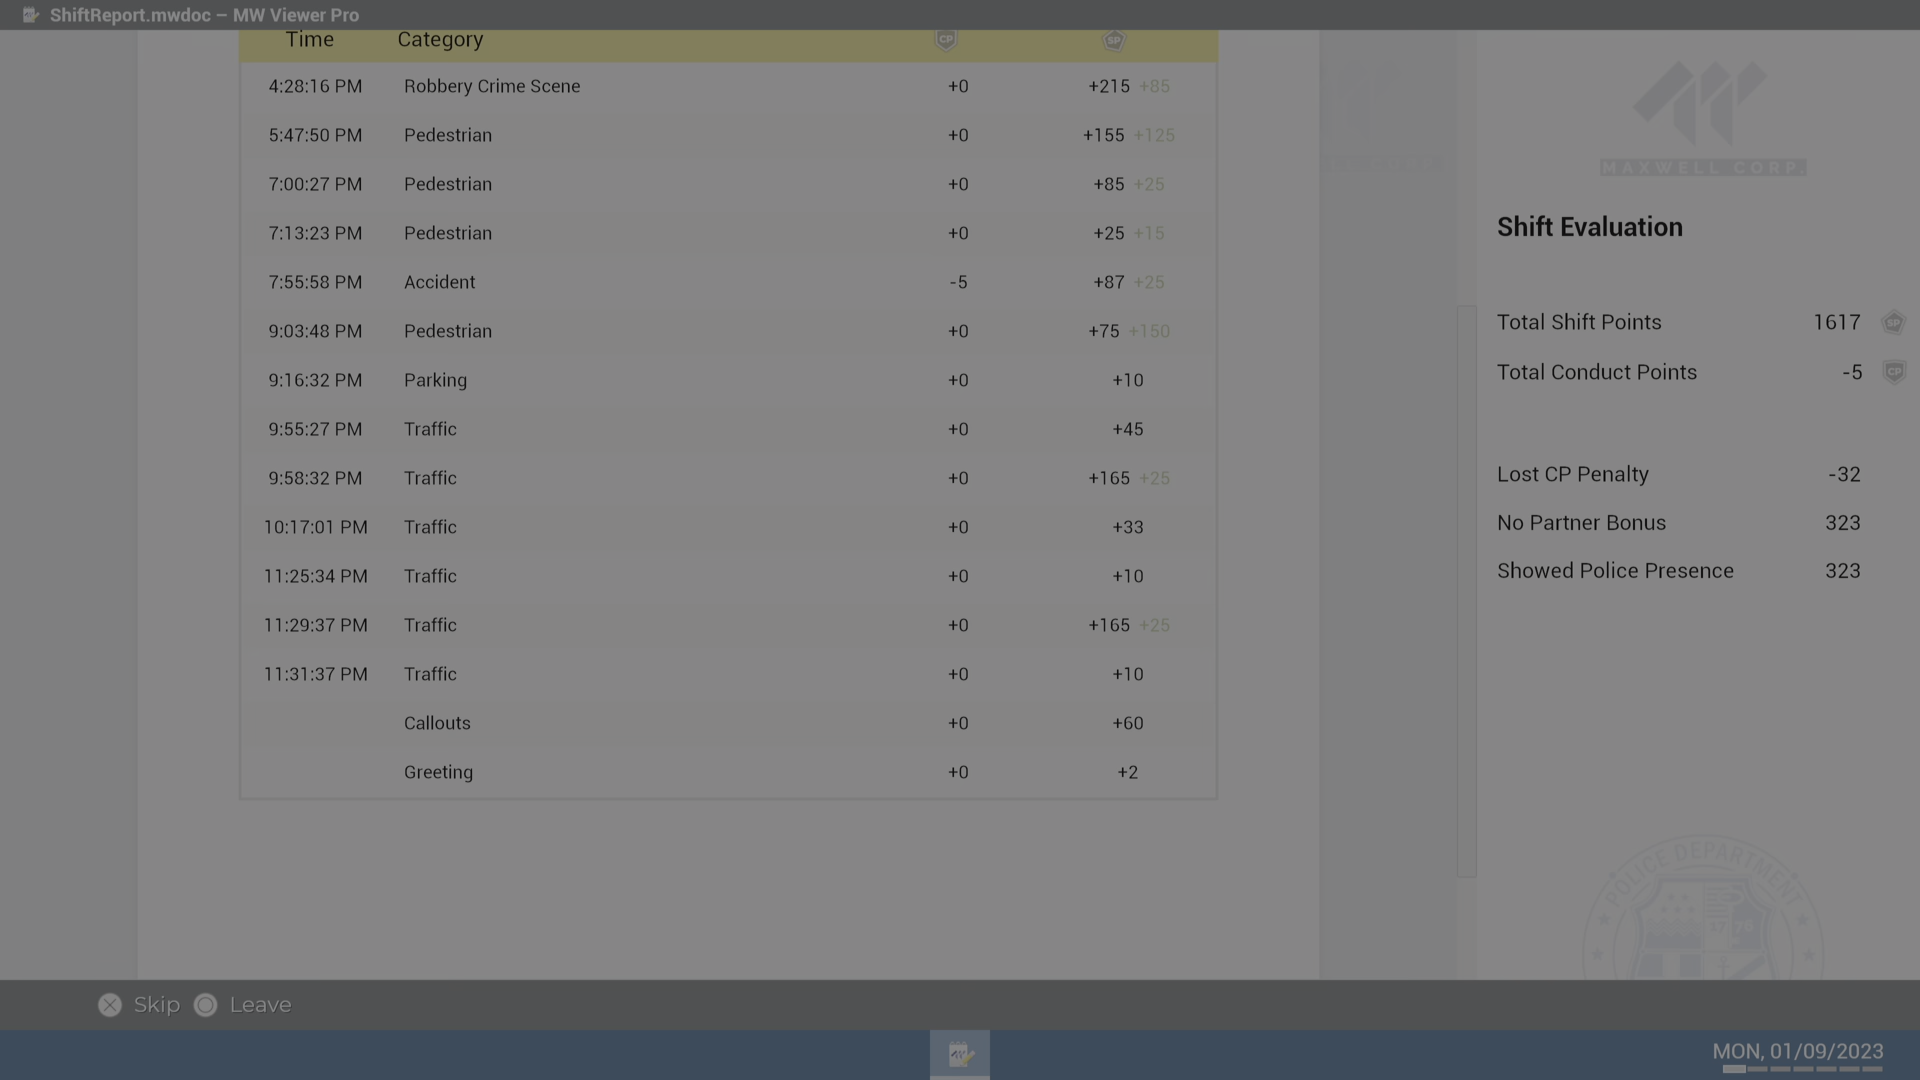 ShiftReport.mwdoc – MW Viewer Pro
Time Category CP SP
4:28:16 PM Robbery Crime Scene +0 +215 +85
5:47:50 PM Pedestrian +0 +155 +125
7:00:27 PM Pedestrian +0 +85 +25
7:13:23 PM Pedestrian +0 +25 +15
7:55:58 PM Accident -5 +87 +25
9:03:48 PM Pedestrian +0 +75 +150
9:16:32 PM Parking +0 +10
9:55:27 PM Traffic +0 +45
9:58:32 PM Traffic +0 +165 +25
10:17:01 PM Traffic +0 +33
11:25:34 PM Traffic +0 +10
11:29:37 PM Traffic +0 +165 +25
11:31:37 PM Traffic +0 +10
Callouts +0 +60
Greeting +0 +2
MAXWELL CORP.
Shift Evaluation
Total Shift Points 1617 SP
Total Conduct Points -5 CP
Lost CP Penalty -32
No Partner Bonus 323
Showed Police Presence 323
POLICE DEPARTMENT
Skip Leave
MON, 01/09/2023